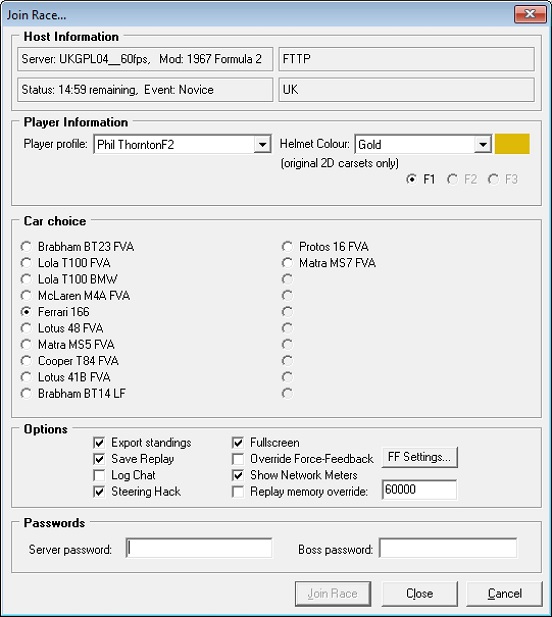 Join Race...
Host Information
Server: UKGPL04__60fps, Mod: 1967 Formula 2
FTTP
Status: 14:59 remaining, Event: Novice
UK
Player Information
Player profile: Phil ThorntonF2
Helmet Colour: Gold
(original 2D carsets only)
F1 F2 F3
Car choice
Brabham BT23 FVA
Lola T100 FVA
Lola T100 BMW
McLaren M4A FVA
Ferrari 166
Lotus 48 FVA
Matra MS5 FVA
Cooper T84 FVA
Lotus 41B FVA
Brabham BT14 LF
Protos 16 FVA
Matra MS7 FVA
Options
Export standings
Save Replay
Log Chat
Steering Hack
Fullscreen
Override Force-Feedback
FF Settings...
Show Network Meters
Replay memory override: 60000
Passwords
Server password:
Boss password:
Join Race Close Cancel